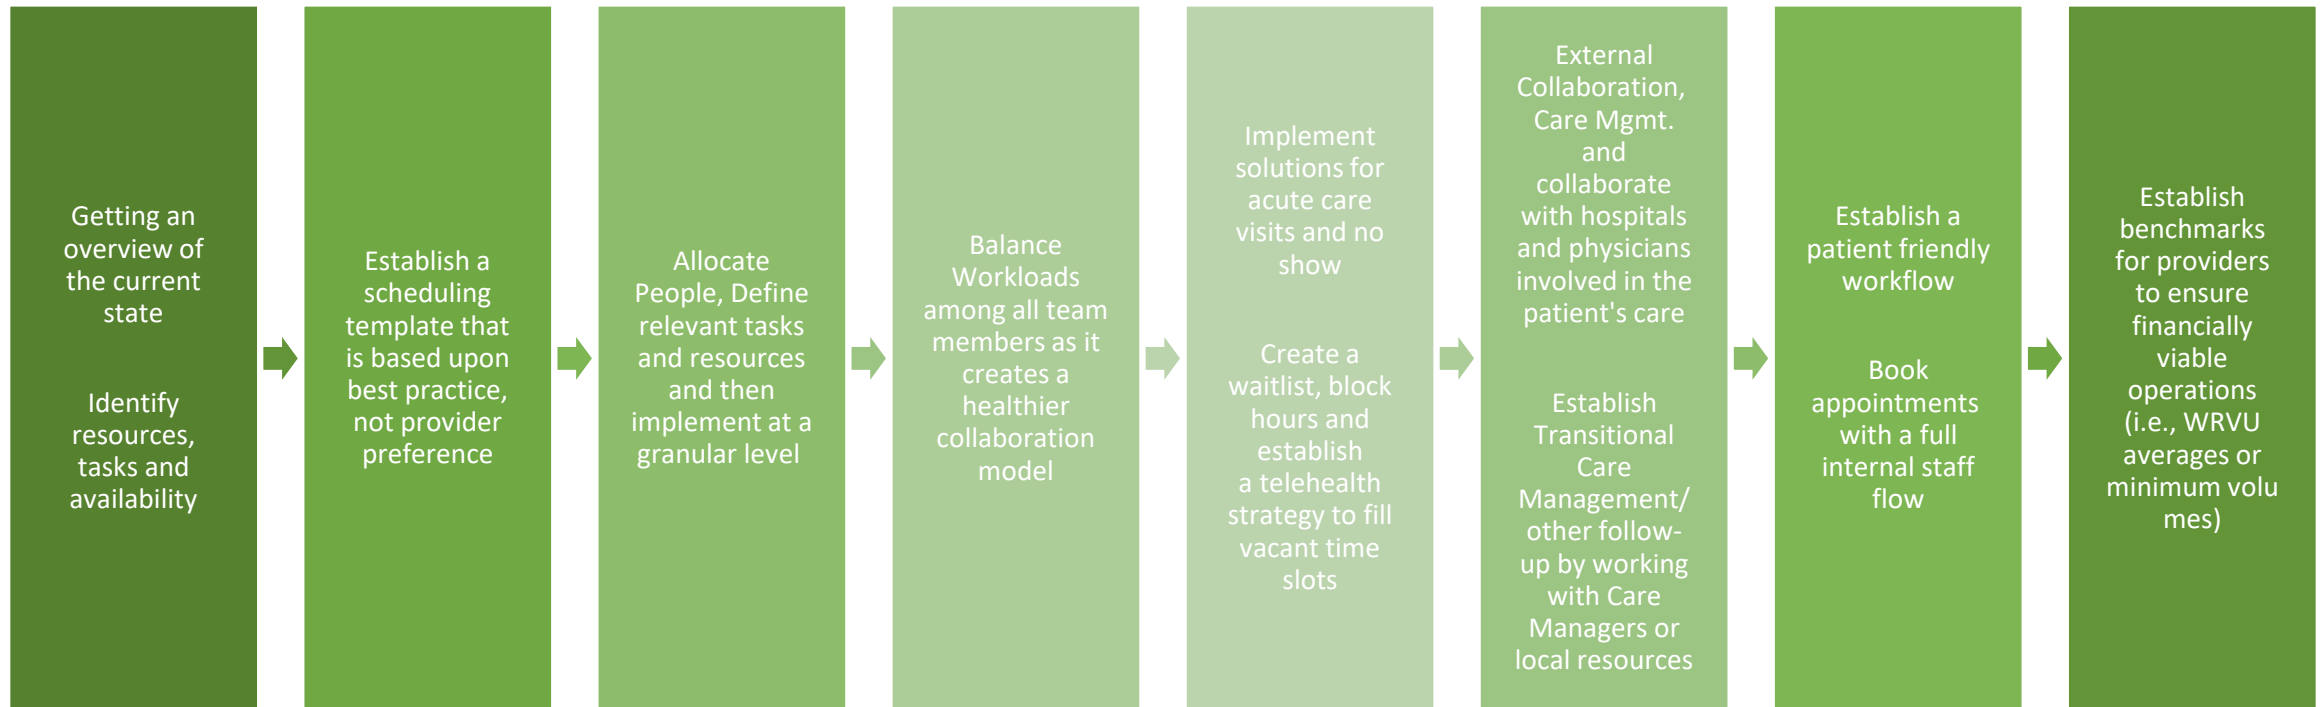 Getting an
overview of
the current
state
Identify
resources,
tasks and
availability
Establish a
scheduling
template that
is based upon
best practice,
not provider
preference
Allocate
People, Define
relevant tasks
and resources
and then
implement at a
granular level
Balance
Workloads
among all team
members as it
creates a
healthier
collaboration
model
Implement
solutions for
acute care
visits and no
show
Create a
waitlist, block
hours and
establish
a telehealth
strategy to fill
vacant time
slots
External
Collaboration,
Care Mgmt.
and
collaborate
with hospitals
and physicians
involved in the
patient's care
Establish
Transitional
Care
Management/
other follow-
up by working
with Care
Managers or
local resources
Establish a
patient friendly
workflow
Book
appointments
with a full
internal staff
flow
Establish
benchmarks
for providers
to ensure
financially
viable
operations
(i.e., WRVU
averages or
minimum volu
mes)